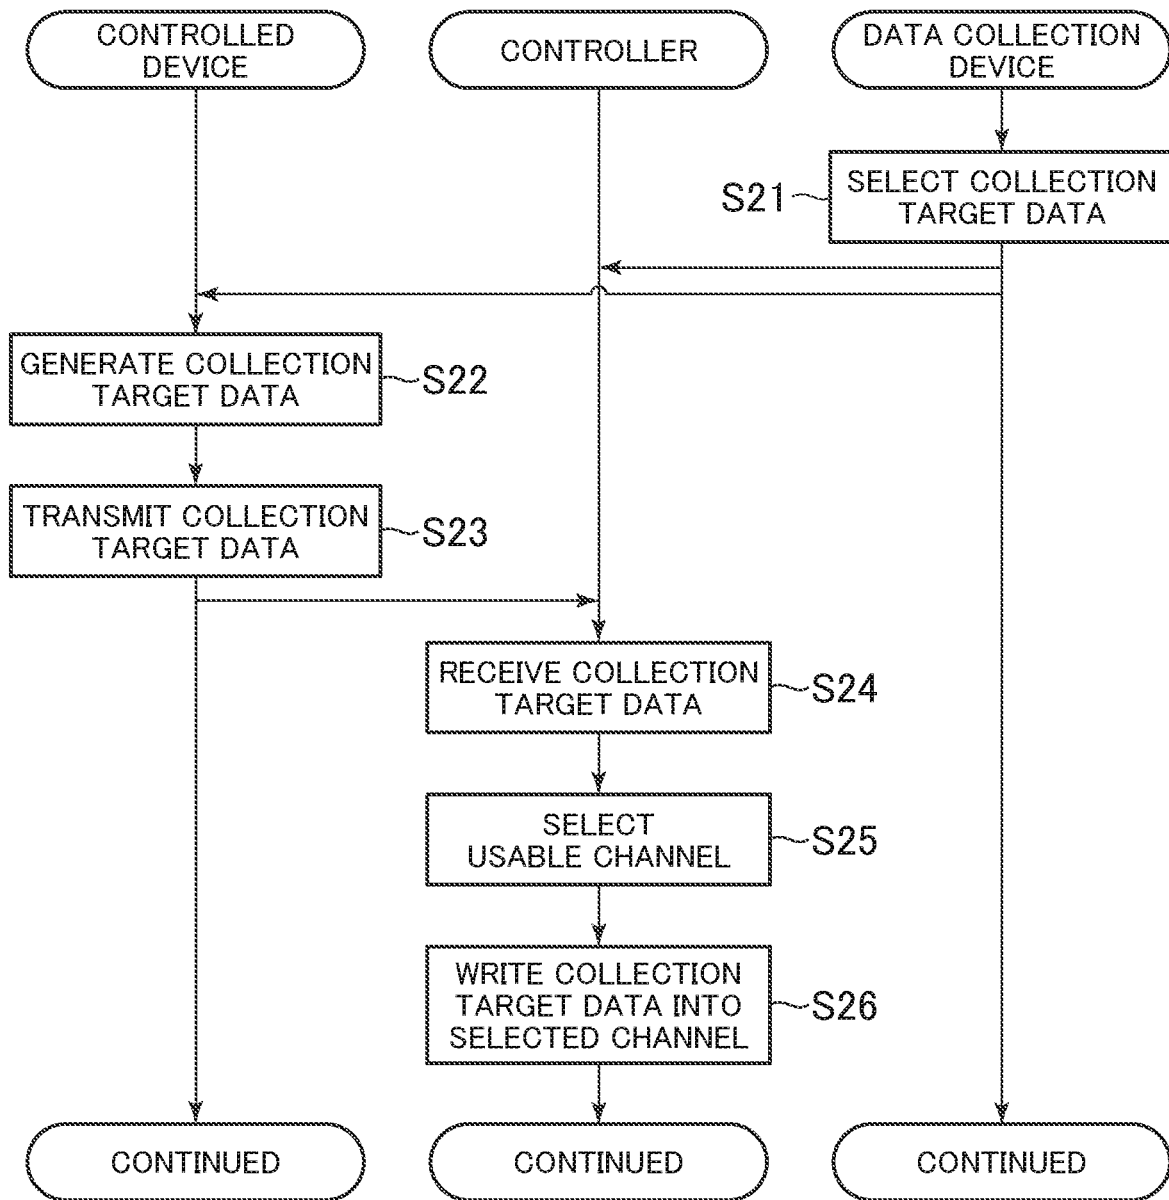 CONTROLLED
DEVICE
CONTROLLER
DATA COLLECTION
DEVICE
S21
SELECT COLLECTION
TARGET DATA
GENERATE COLLECTION
TARGET DATA
S22
TRANSMIT COLLECTION
TARGET DATA
S23
RECEIVE COLLECTION
TARGET DATA
S24
SELECT
USABLE CHANNEL
S25
WRITE COLLECTION
TARGET DATA INTO
SELECTED CHANNEL
S26
CONTINUED
CONTINUED
CONTINUED